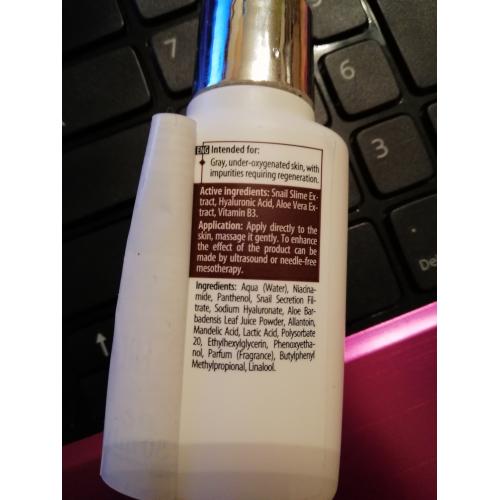 ENG Intended for:
Gray, under-oxygenated skin, with
impurities requiring regeneration.
Active ingredients: Snail Slime Ex-
tract, Hyaluronic Acid, Aloe Vera Ex-
tract, Vitamin B3.
Application: Apply directly to the
skin, massage it gently. To enhance
the effect of the product can be
made by ultrasound or needle-free
mesotherapy.
Ingredients: Aqua (Water), Niacina-
mide, Panthenol, Snail Secretion Fil-
trate, Sodium Hyaluronate, Aloe Bar-
badensis Leaf Juice Powder, Allantoin,
Mandelic Acid, Lactic Acid, Polysorbate
20, Ethylhexylglycerin, Phenoxyetha-
nol, Parfum (Fragrance), Butylphenyl
Methylpropional, Linalool.
7
6
3
De